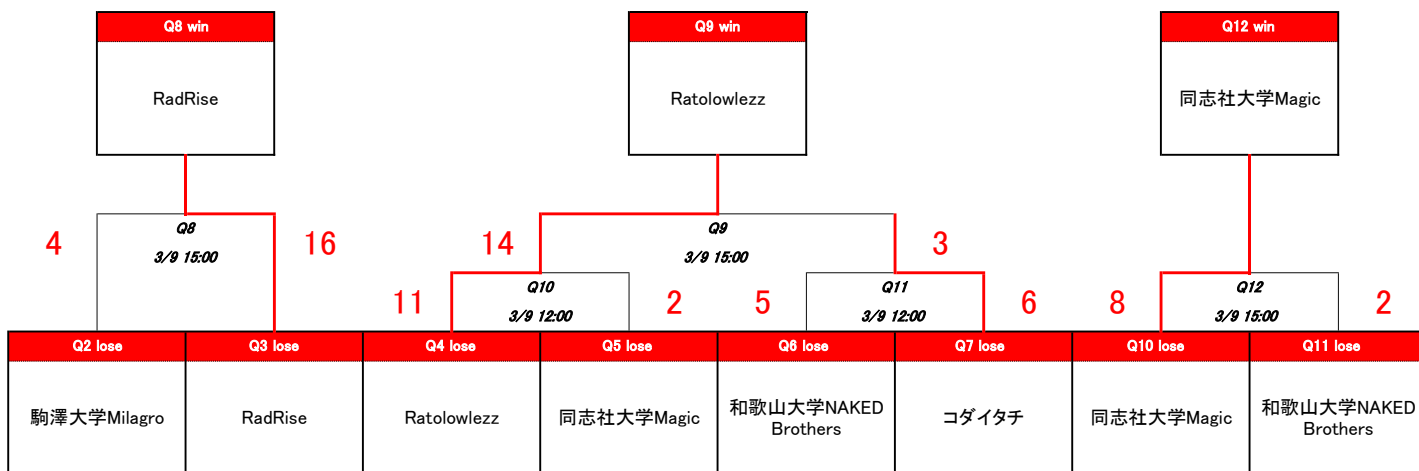 Q8 win
Q9 win
Q12 win
RadRise
Ratolowlezz
同志社大学Magic
4
Q8
3/9 15:00
16
14
Q9
3/9 15:00
3
11
Q10
3/9 12:00
2
5
Q11
3/9 12:00
6
8
Q12
3/9 15:00
2
Q2 lose
Q3 lose
Q4 lose
Q5 lose
Q6 lose
Q7 lose
Q10 lose
Q11 lose
駒澤大学Milagro
RadRise
Ratolowlezz
同志社大学Magic
和歌山大学NAKED
Brothers
コダイタチ
同志社大学Magic
和歌山大学NAKED
Brothers